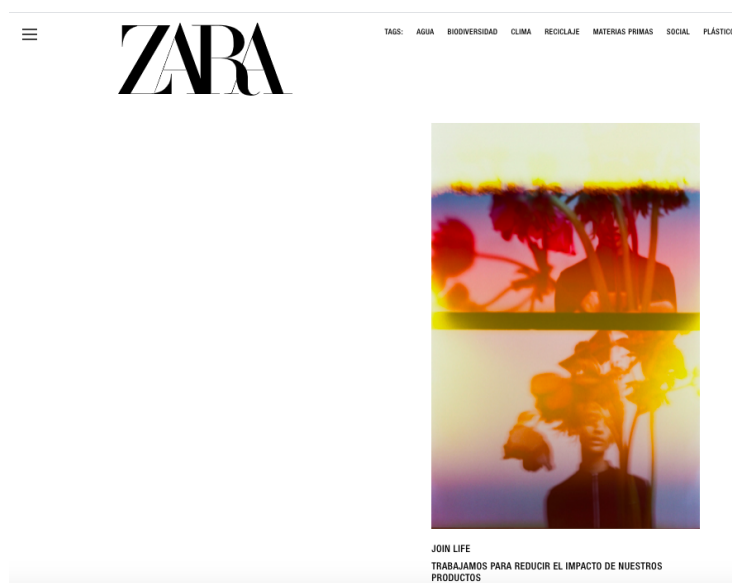 ZARA
TAGS: AGUA BIODIVERSIDAD CLIMA RECICLAJE MATERIAS PRIMAS SOCIAL
JOIN LIFE
TRABAJAMOS PARA REDUCIR EL IMPACTO DE NUESTROS
PRODUCTOS